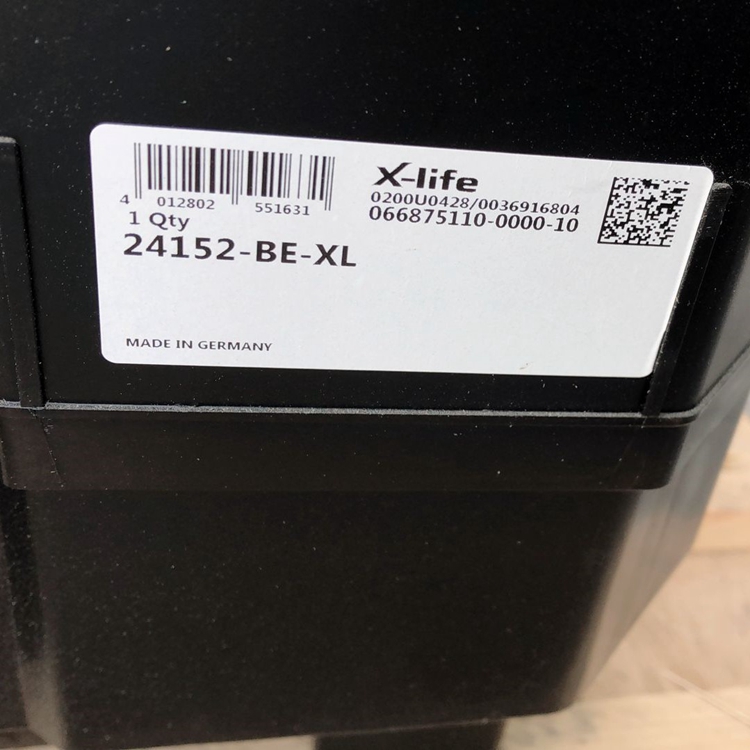 4 012802 551631
1 Qty
24152-BE-XL
X-life
0200U0428/0036916804
066875110-0000-10
MADE IN GERMANY